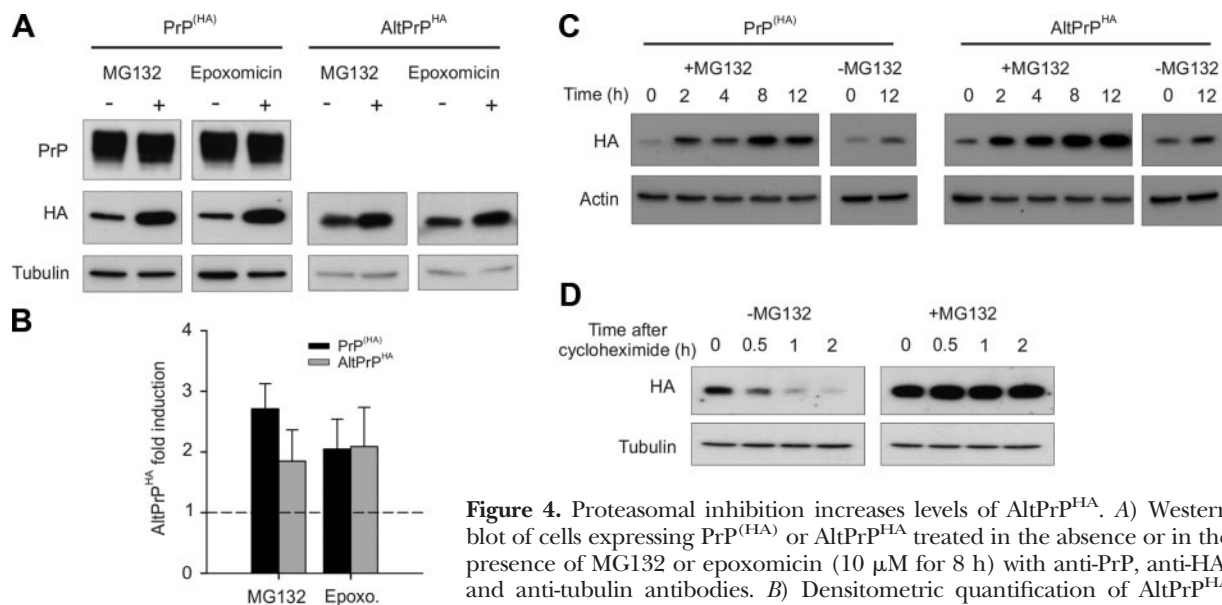 A
PrP(HA) AltPrPHA
MG132 Epoxomicin MG132 Epoxomicin
- + - + - + - +
PrP
HA
Tubulin
B
AltPrPHA fold induction
4
3
2
1
0
PrP(HA)
AltPrPHA
MG132 Epoxo.
C
PrP(HA) AltPrPHA
+MG132 -MG132 +MG132 -MG132
Time (h) 0 2 4 8 12 0 12 0 2 4 8 12 0 12
HA
Actin
D
-MG132 +MG132
Time after
cycloheximide (h) 0 0.5 1 2 0 0.5 1 2
HA
Tubulin
Figure 4. Proteasomal inhibition increases levels of AltPrPHA. A) Western
blot of cells expressing PrP(HA) or AltPrPHA treated in the absence or in the
presence of MG132 or epoxomicin (10 μM for 8 h) with anti-PrP, anti-HA
and anti-tubulin antibodies. B) Densitometric quantification of AltPrPHA